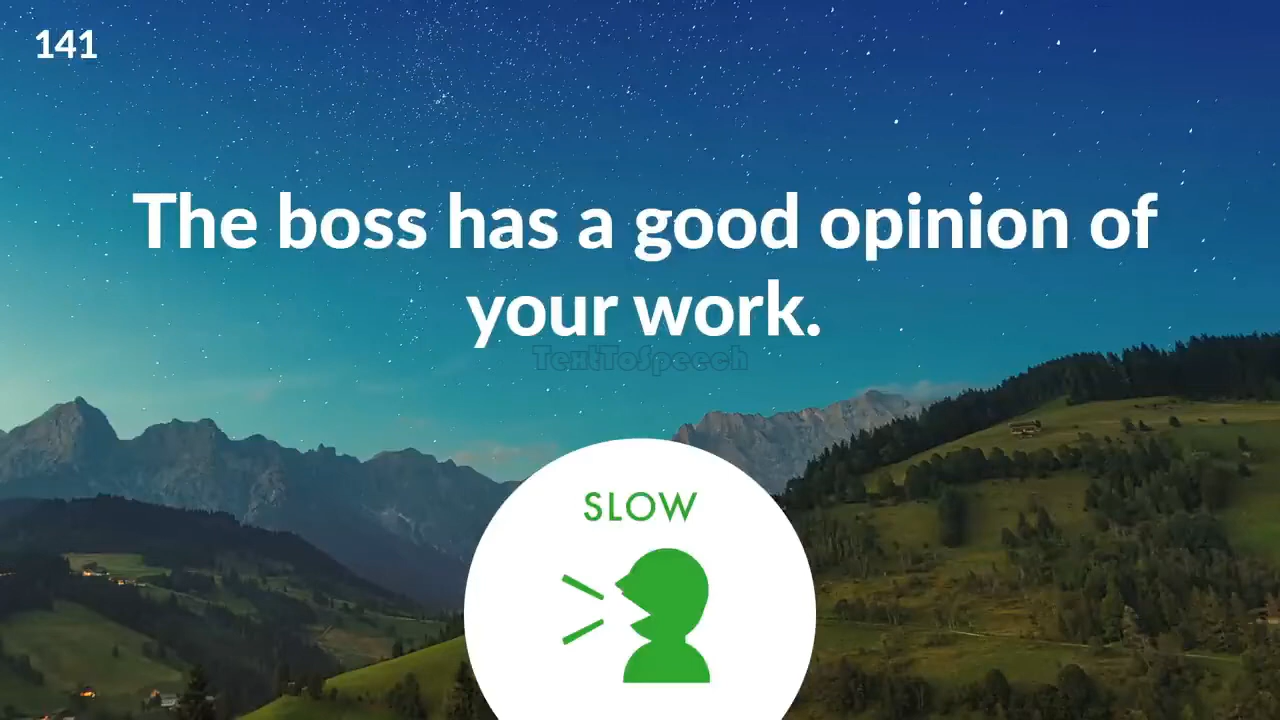 141
The boss has a good opinion of
your work.
TextToSpeech
SLOW